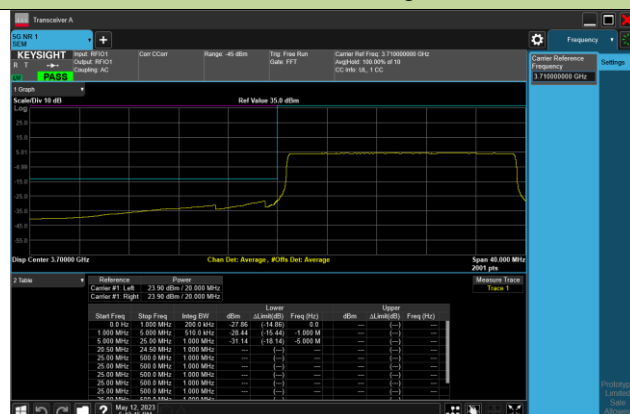 Transceiver A
5G NR 1
SEM
+
Frequency
KEYSIGHT Input: RFIO1 Corr CCorr Range: -45 dBm Trig: Free Run Carrier Ref Freq: 3.710000000 GHz
R T Output: RFIO1 Gate: FFT Avg|Hold: 100.00% of 10
Coupling: AC CC Info: UL, 1 CC
PASS
Carrier Reference
Frequency
3.710000000 GHz
Settings
1 Graph
Scale/Div 10 dB Ref Value 35.0 dBm
Log
25.0
15.0
5.01
-4.99
-15.0
-25.0
-35.0
-45.0
-55.0
Disp Center 3.70000 GHz Chan Det: Average , #Offs Det: Average Span 40.000 MHz
2001 pts
2 Table Reference Power Measure Trace
Carrier #1: Left 23.90 dBm / 20.000 MHz Trace 1
Carrier #1: Right 23.90 dBm / 20.000 MHz
Lower Upper
Start Freq Stop Freq Integ BW dBm ΔLimit(dB) Freq (Hz) dBm ΔLimit(dB) Freq (Hz)
0.0 Hz 1.000 MHz 200.0 kHz -27.86 (-14.86) 0.0 --- (---) ---
1.000 MHz 5.000 MHz 510.0 kHz -28.44 (-15.44) -1.000 M --- (---) ---
5.000 MHz 25.00 MHz 1.000 MHz -31.14 (-18.14) -5.000 M --- (---) ---
20.50 MHz 24.50 MHz 1.000 MHz --- (---) --- --- (---) ---
25.00 MHz 500.0 MHz 1.000 MHz --- (---) --- --- (---) ---
25.00 MHz 500.0 MHz 1.000 MHz --- (---) --- --- (---) ---
25.00 MHz 500.0 MHz 1.000 MHz --- (---) --- --- (---) ---
25.00 MHz 500.0 MHz 1.000 MHz --- (---) --- --- (---) ---
25.00 MHz 500.0 MHz 1.000 MHz --- (---) --- --- (---) ---
Prototype
Limited
Sale
Allowed
? May 12, 2023